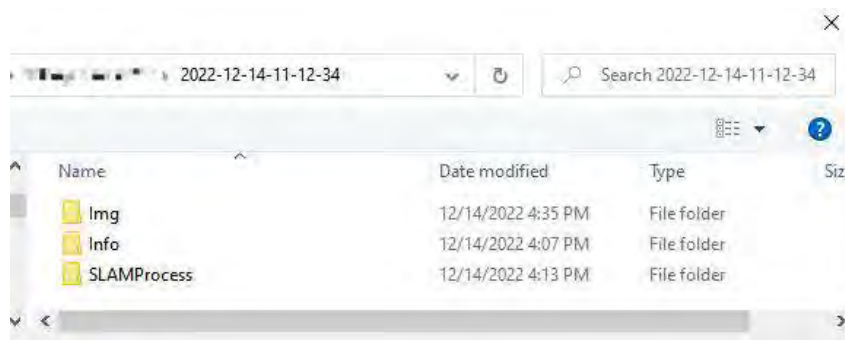 2022-12-14-11-12-34 Search 2022-12-14-11-12-34
?
Name Date modified Type Siz
Img 12/14/2022 4:35 PM File folder
Info 12/14/2022 4:07 PM File folder
SLAMProcess 12/14/2022 4:13 PM File folder